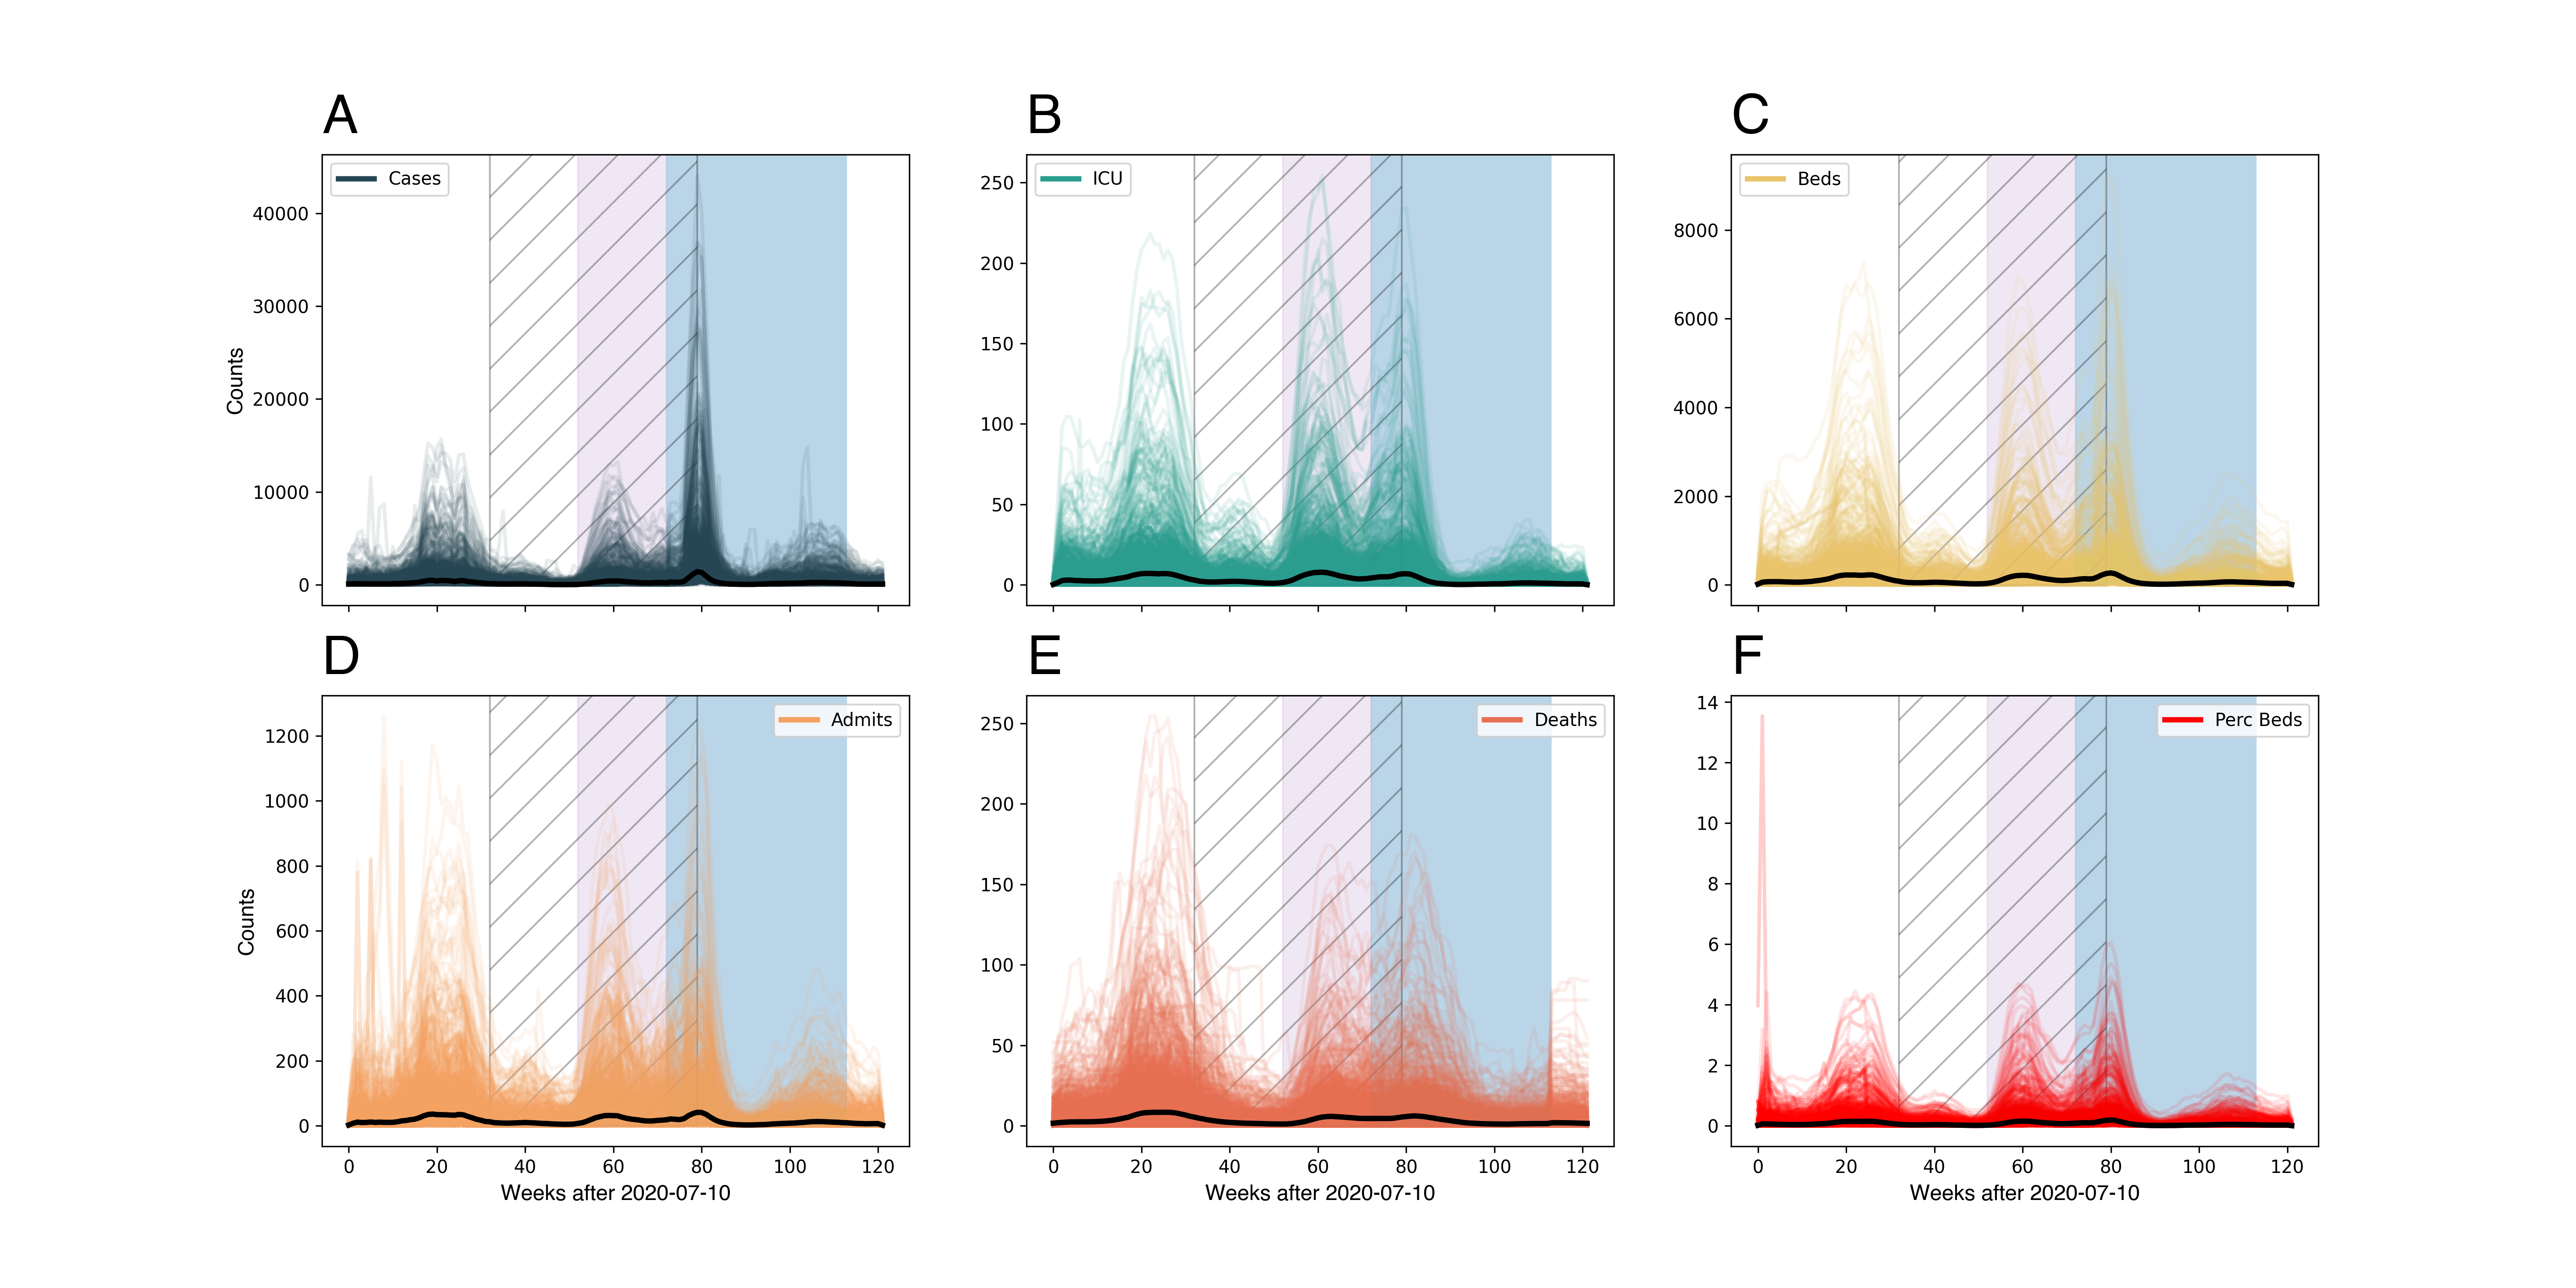 A
B
C
Cases
ICU
Beds
Counts
40000
30000
20000
10000
0
250
200
150
100
50
0
8000
6000
4000
2000
0
D
E
F
Admits
Deaths
Perc Beds
Counts
1200
1000
800
600
400
200
0
250
200
150
100
50
0
14
12
10
8
6
4
2
0
0 20 40 60 80 100 120
0 20 40 60 80 100 120
0 20 40 60 80 100 120
Weeks after 2020-07-10
Weeks after 2020-07-10
Weeks after 2020-07-10